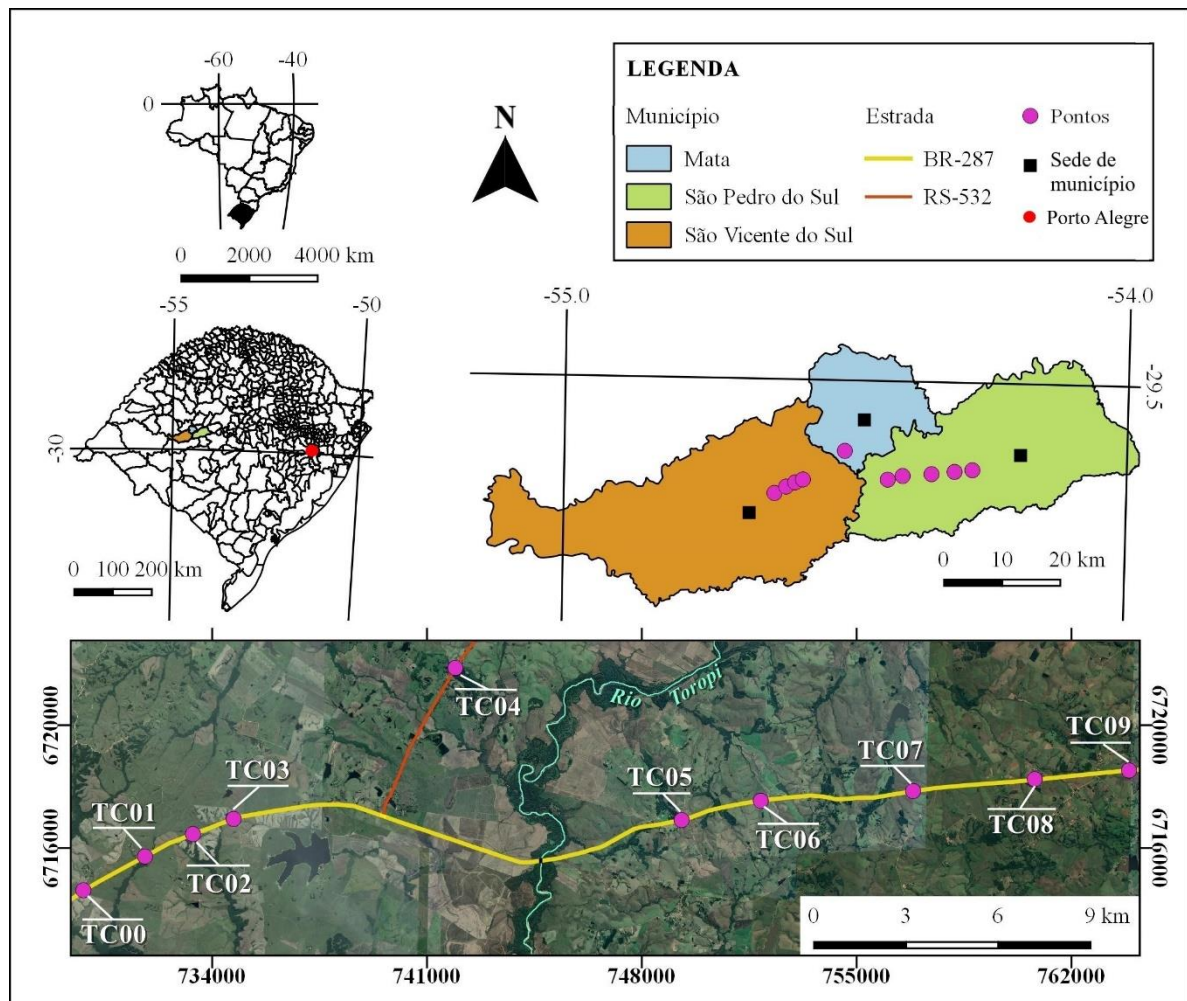 -60 -40
0
0 2000 4000 km
N
LEGENDA
Município
Mata
São Pedro do Sul
São Vicente do Sul
Estrada
BR-287
RS-532
Pontos
Sede de
município
Porto Alegre
-55 -50
-30
0 100 200 km
-55.0 -54.0
-29.5
0 10 20 km
6720000
6716000
TC00
TC01
TC02
TC03
TC04
Rio Toropi
TC05
TC06
TC07
TC08
TC09
6720000
6716000
0 3 6 9 km
734000 741000 748000 755000 762000